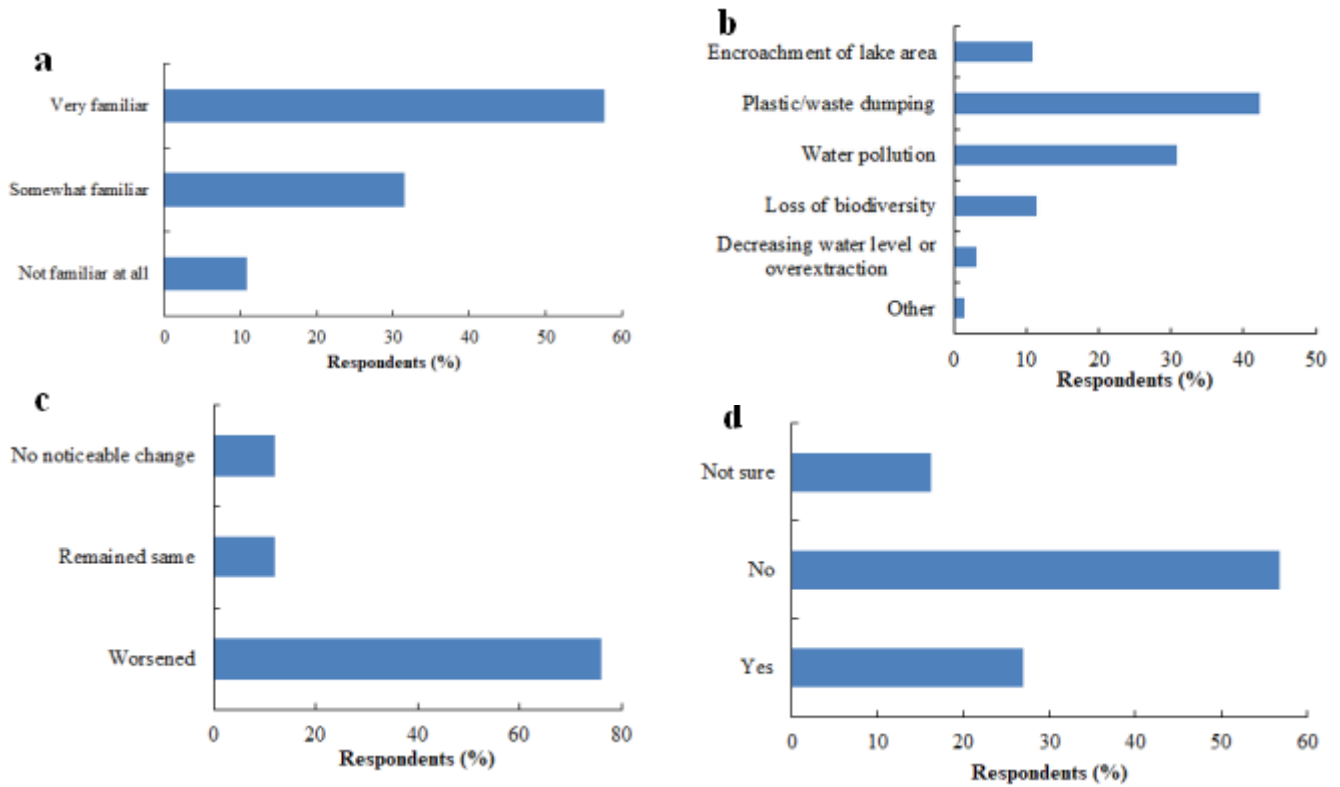 a
Very familiar
Somewhat familiar
Not familiar at all
0 10 20 30 40 50 60
Respondents (%)
b
Encroachment of lake area
Plastic/waste dumping
Water pollution
Loss of biodiversity
Decreasing water level or
overextraction
Other
0 10 20 30 40 50
Respondents (%)
c
No noticeable change
Remained same
Worsened
0 20 40 60 80
Respondents (%)
d
Not sure
No
Yes
0 10 20 30 40 50 60
Respondents (%)